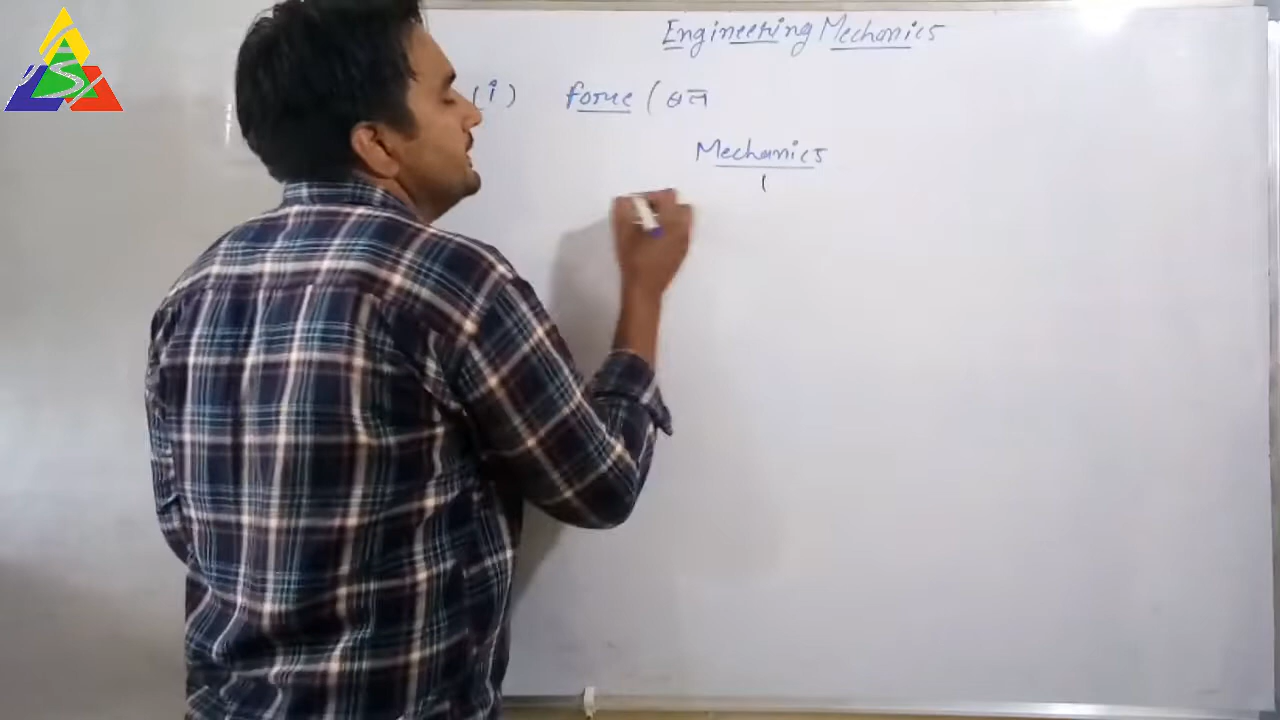 Engineering Mechanics
(i) force (बल
Mechanics